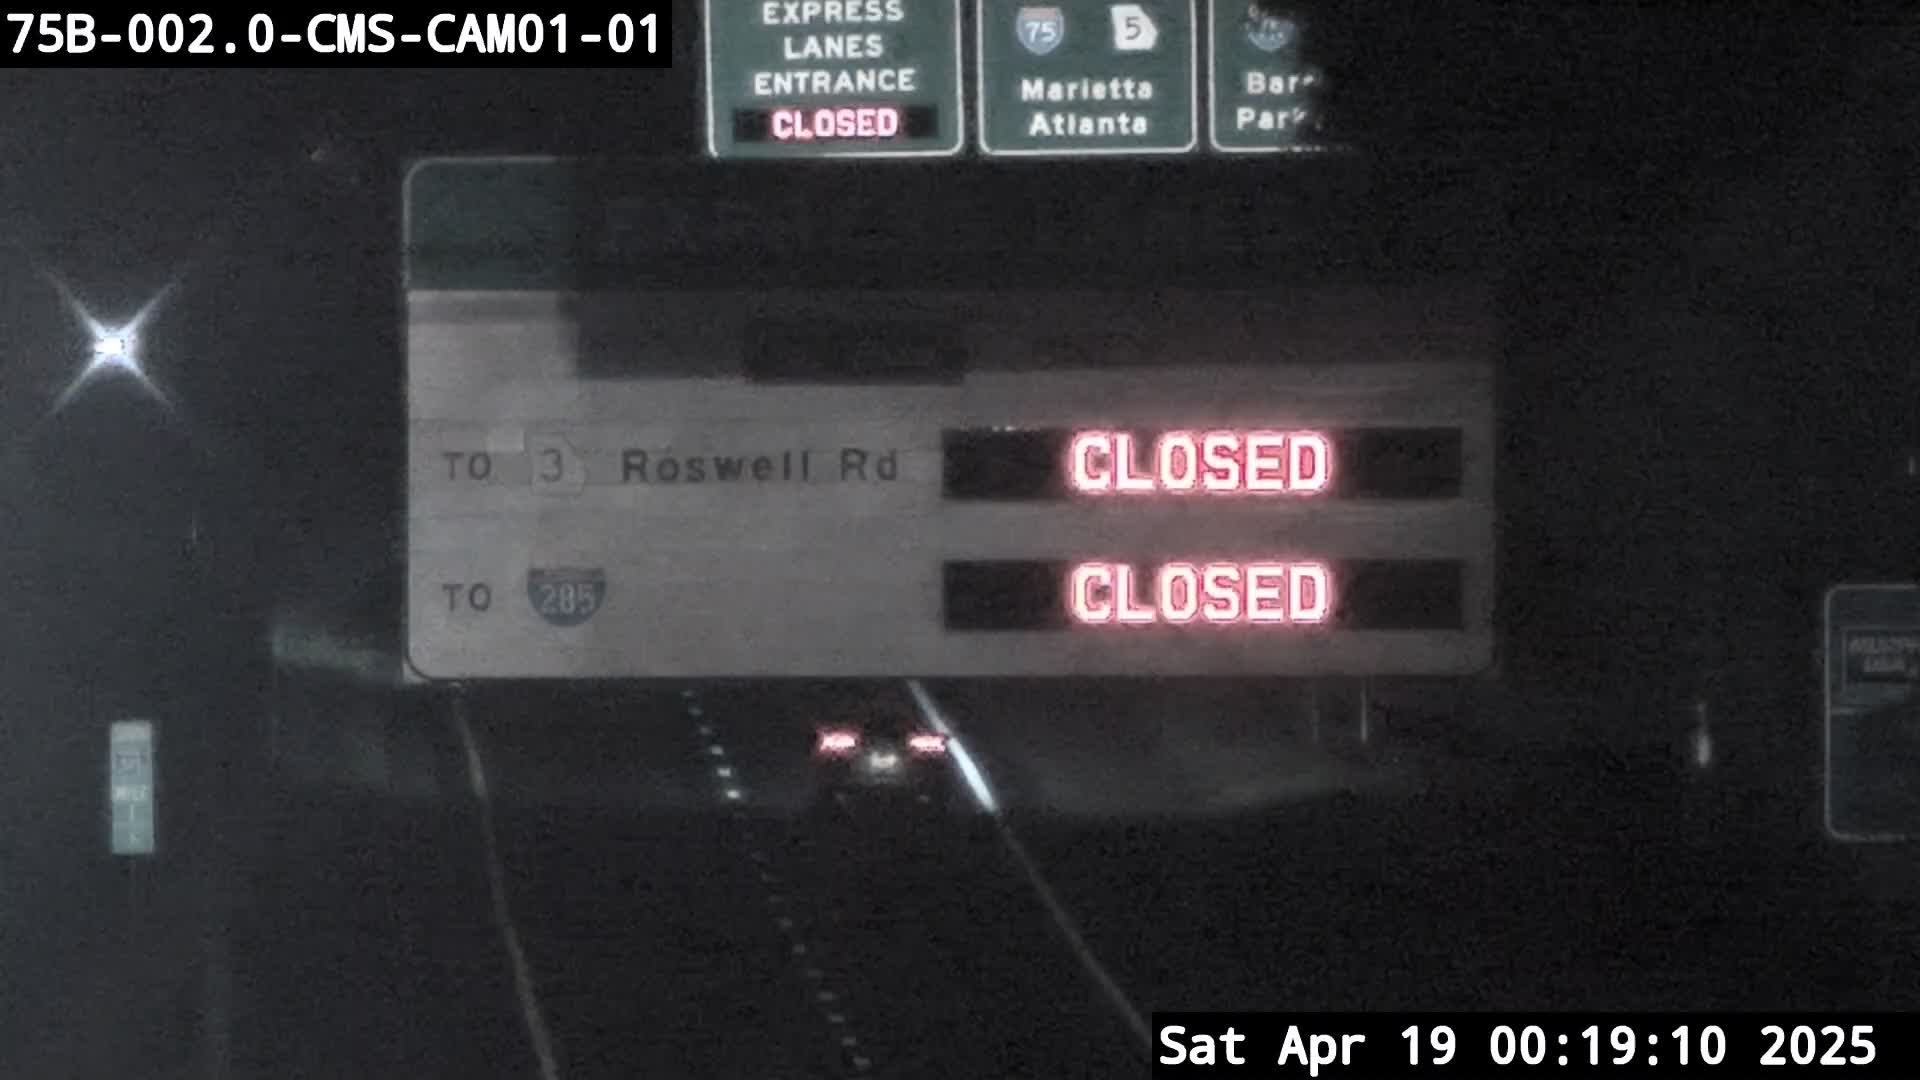 75B-002.0-CMS-CAM01-01
EXPRESS
LANES
ENTRANCE
CLOSED
75 5
Marietta
Atlanta
TO 3 Roswell Rd CLOSED
TO 285 CLOSED
Sat Apr 19 00:19:10 2025